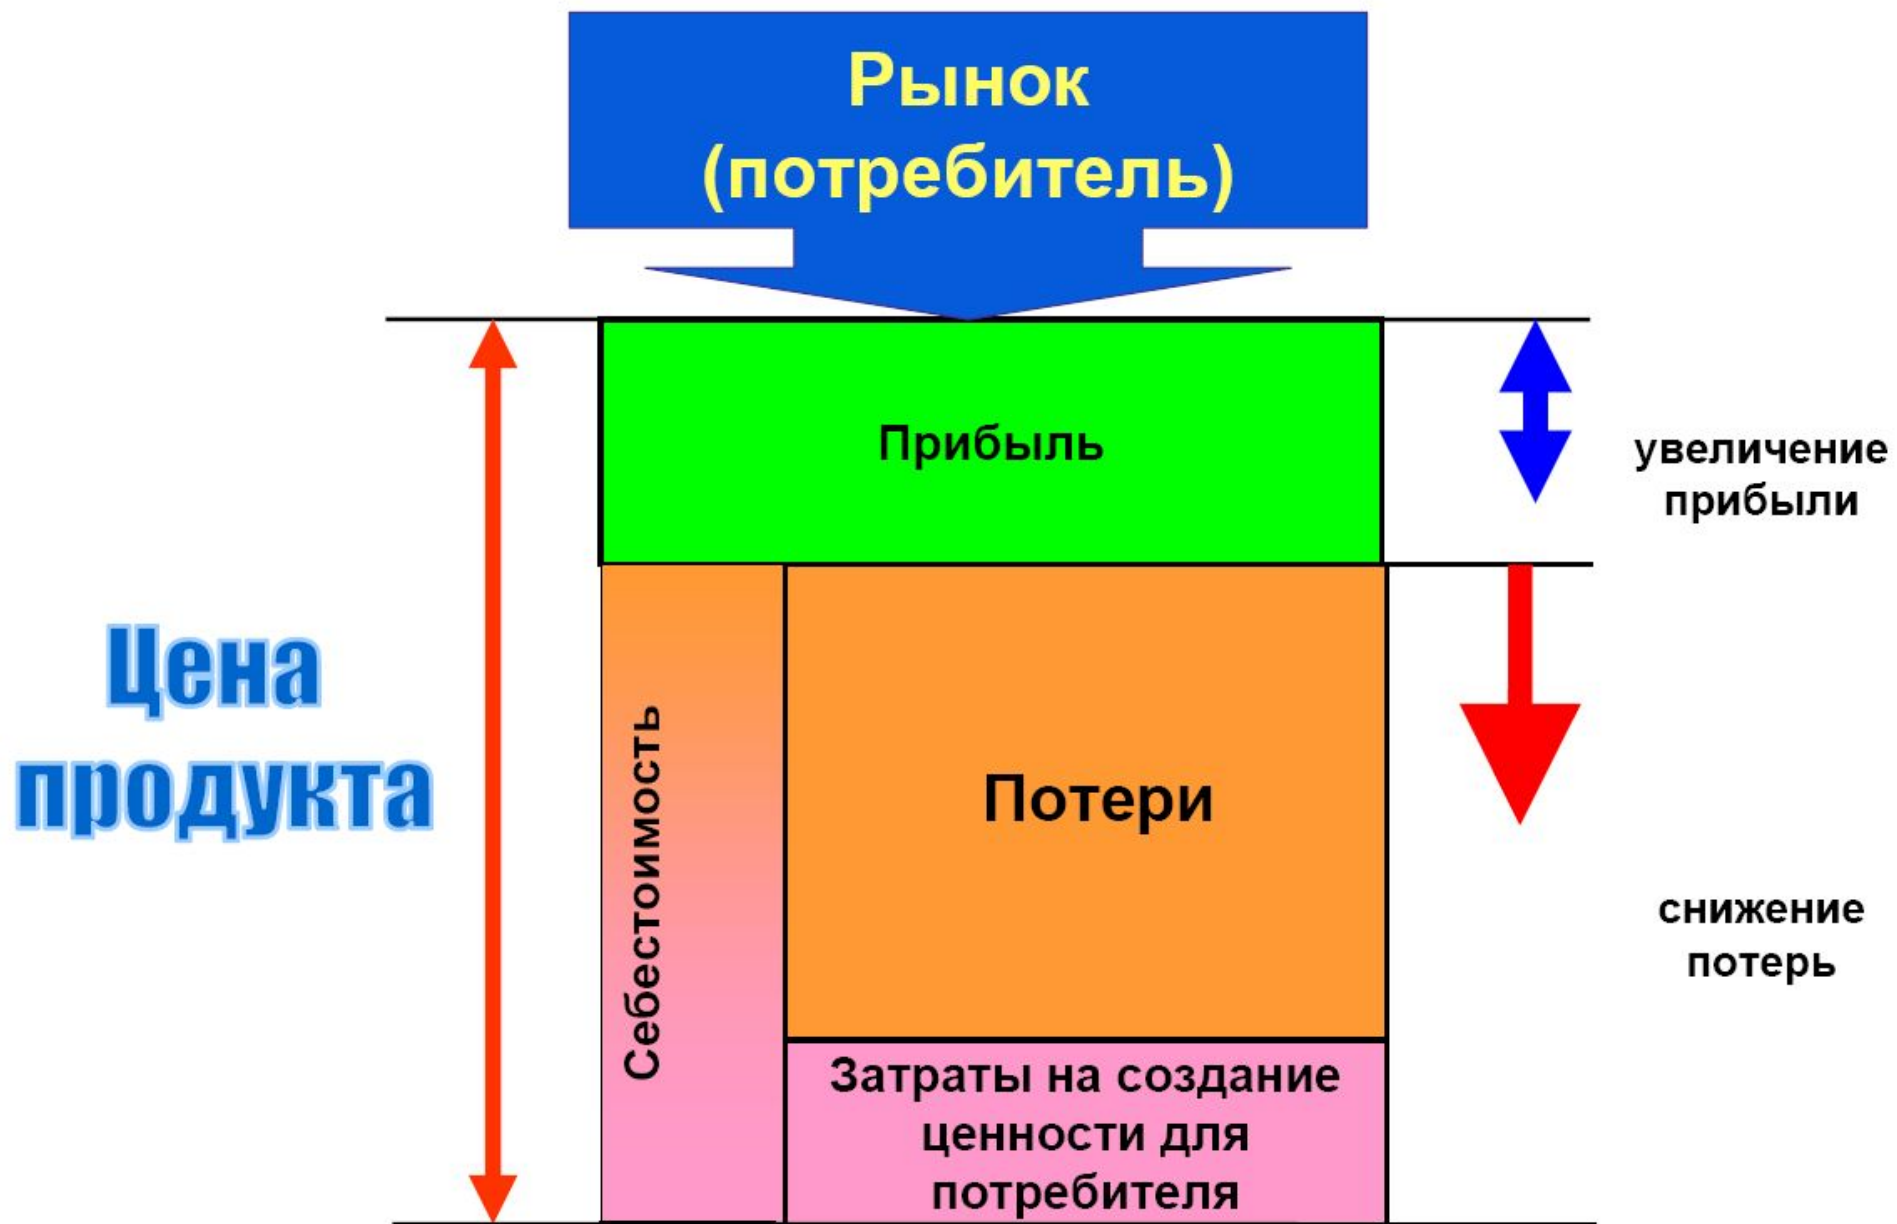 Рынок
(потребитель)
Прибыль
увеличение
прибыли
Цена
продукта
Себестоимость
Потери
снижение
потерь
Затраты на создание
ценности для
потребителя